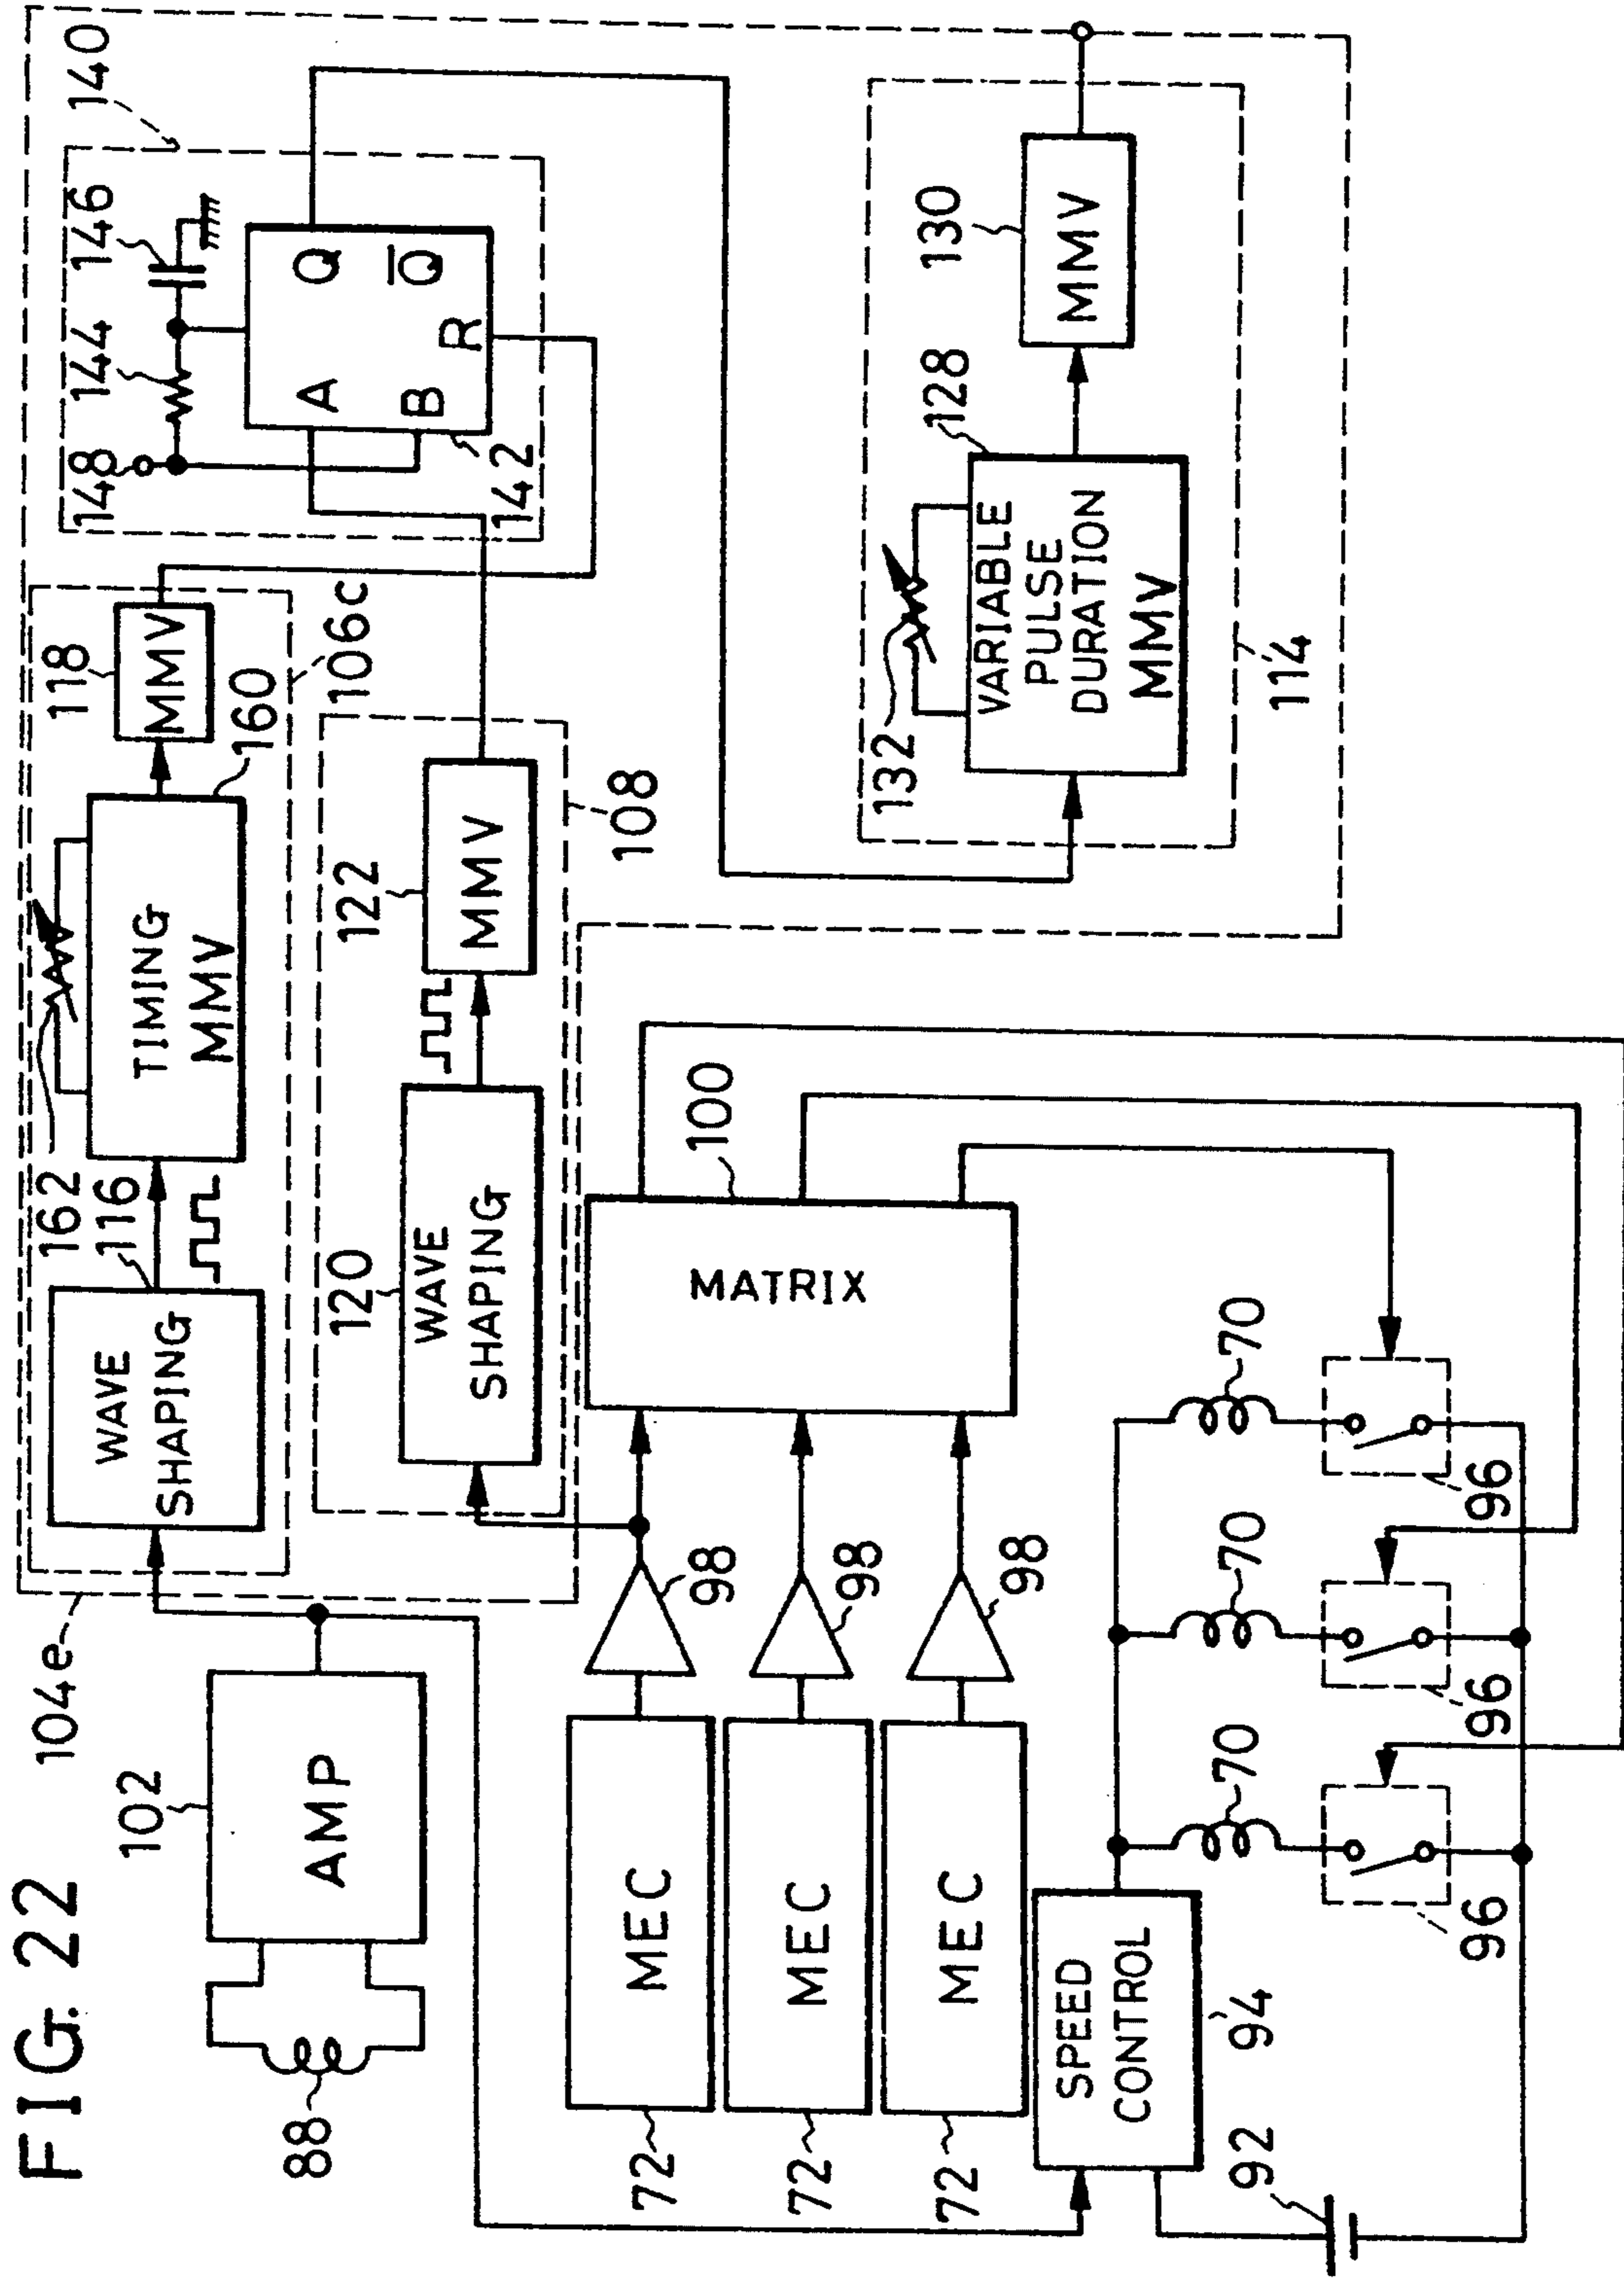 FIG. 22
104e
140
102
AMP
88
WAVE
SHAPING
116
162
TIMING
MMV
160
118
MMV
106c
148
144
146
A
B
Q
Q̅
R
142
120
WAVE
SHAPING
122
MMV
108
72
MEC
98
72
MEC
98
72
MEC
98
100
MATRIX
132
VARIABLE
PULSE
DURATION
MMV
128
130
MMV
114
SPEED
CONTROL
94
92
70
70
70
96
96
96